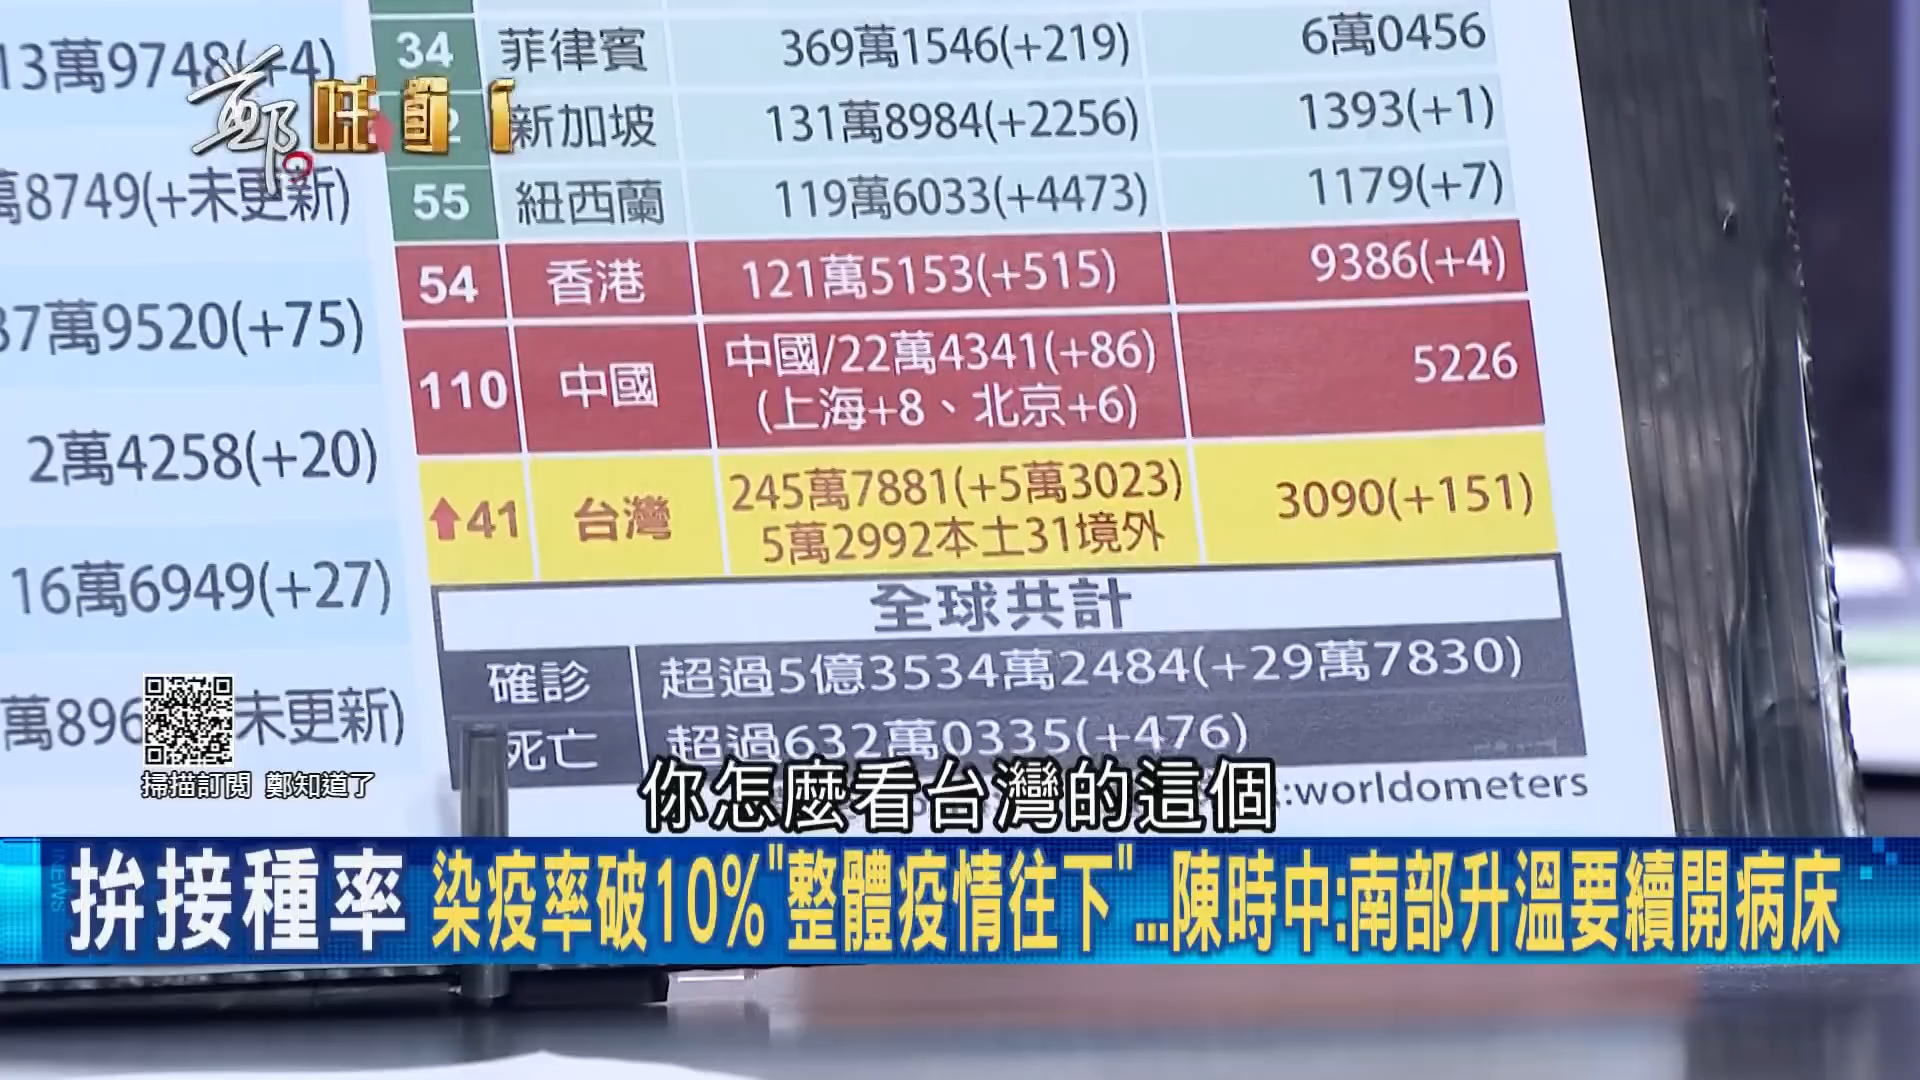 13萬9748(+4)
萬8749(+未更新)
37萬9520(+75)
2萬4258(+20)
16萬6949(+27)
萬896
未更新)
34 菲律賓 369萬1546(+219) 6萬0456
新加坡 131萬8984(+2256) 1393(+1)
55 紐西蘭 119萬6033(+4473) 1179(+7)
54 香港 121萬5153(+515) 9386(+4)
110 中國 中國/22萬4341(+86) 5226
(上海+8、北京+6)
↑41 台灣 245萬7881(+5萬3023) 3090(+151)
5萬2992本土31境外
全球共計
確診 超過5億3534萬2484(+29萬7830)
死亡 超過632萬0335(+476)
:worldometers
鄭
掃描訂閱 鄭知道了
你怎麼看台灣的這個
INEWS
拚接種率 染疫率破10%"整體疫情往下"...陳時中:南部升溫要續開病床